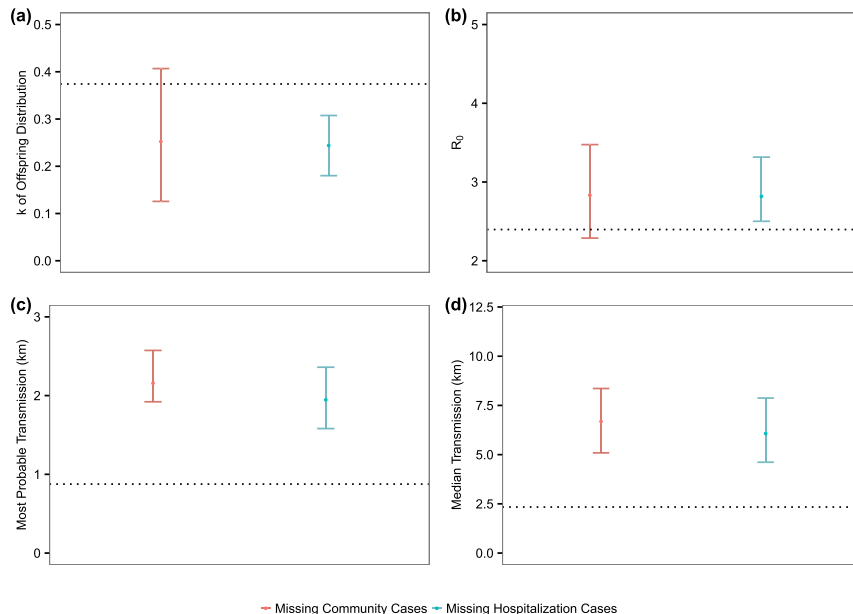 (a)
k of Offspring Distribution
0.5
0.4
0.3
0.2
0.1
0.0
(b)
R0
5
4
3
2
(c)
Most Probable Transmission (km)
3
2
1
0
(d)
Median Transmission (km)
12.5
10.0
7.5
5.0
2.5
0.0
Missing Community Cases Missing Hospitalization Cases